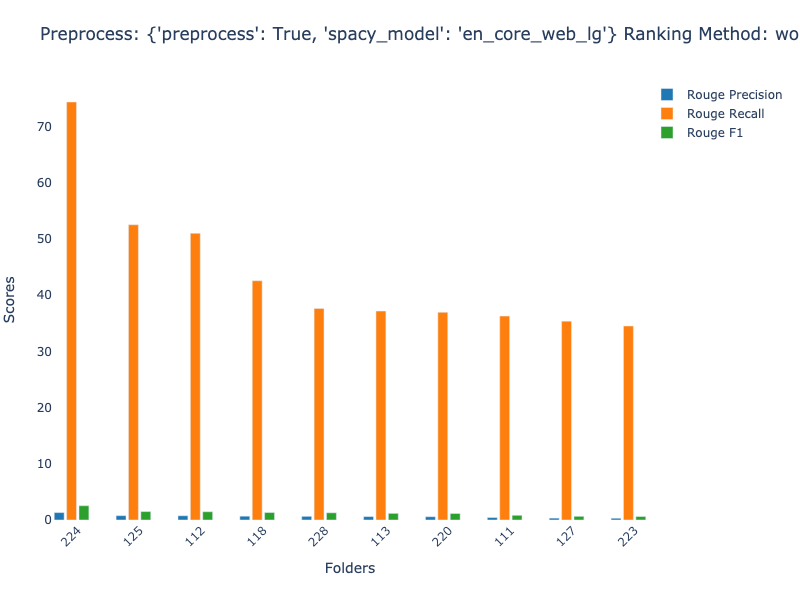 Preprocess: {'preprocess': True, 'spacy_model': 'en_core_web_lg'} Ranking Method: wo
Rouge Precision
Rouge Recall
Rouge F1
70
60
50
40
30
20
10
0
Scores
224 125 112 118 228 113 220 111 127 223
Folders